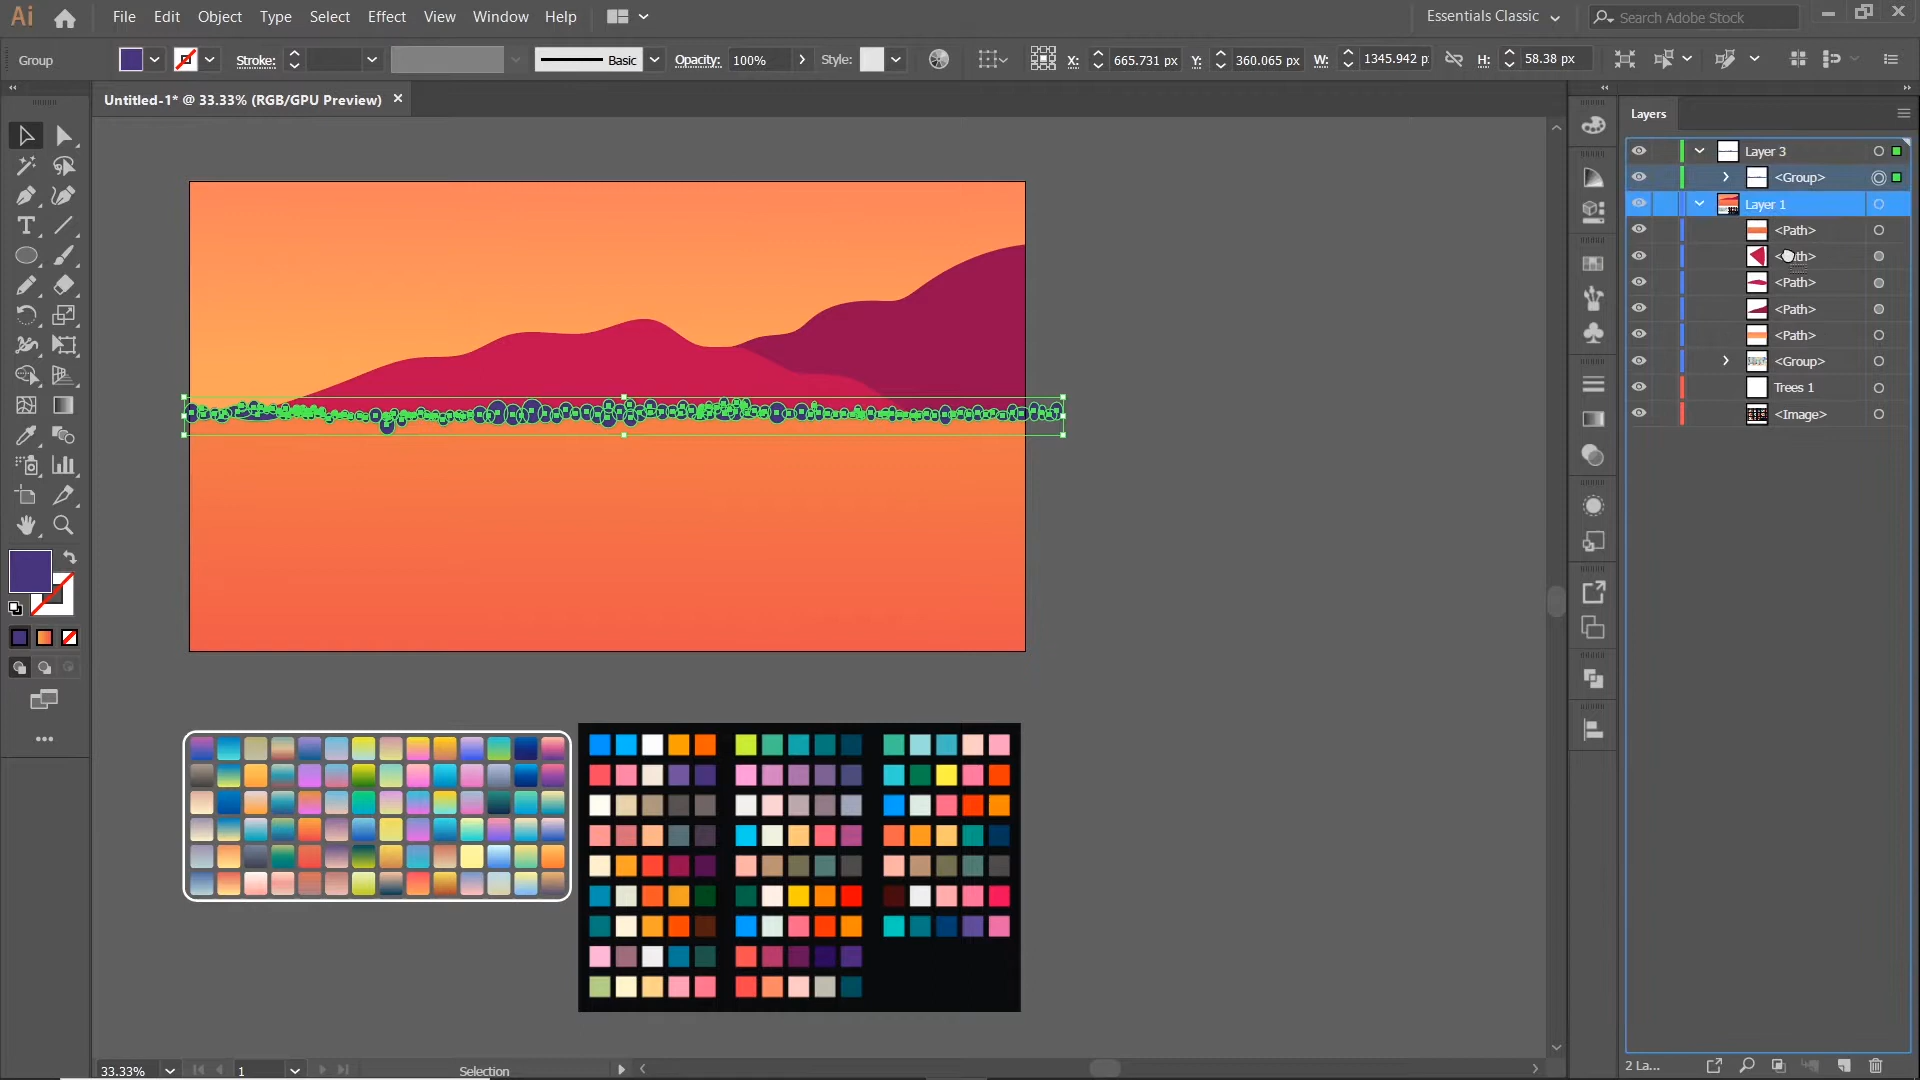 Ai File Edit Object Type Select Effect View Window Help Essentials Classic Search Adobe Stock
Group Stroke: Basic Opacity: 100% Style: X: 665.731 px Y: 360.065 px W: 1345.942 p H: 58.38 px
Untitled-1* @ 33.33% (RGB/GPU Preview)
Layers
Layer 3
<Group>
Layer 1
<Path>
<Path>
<Path>
<Path>
<Group>
Trees 1
<Image>
33.33% 1 Selection 2 La...